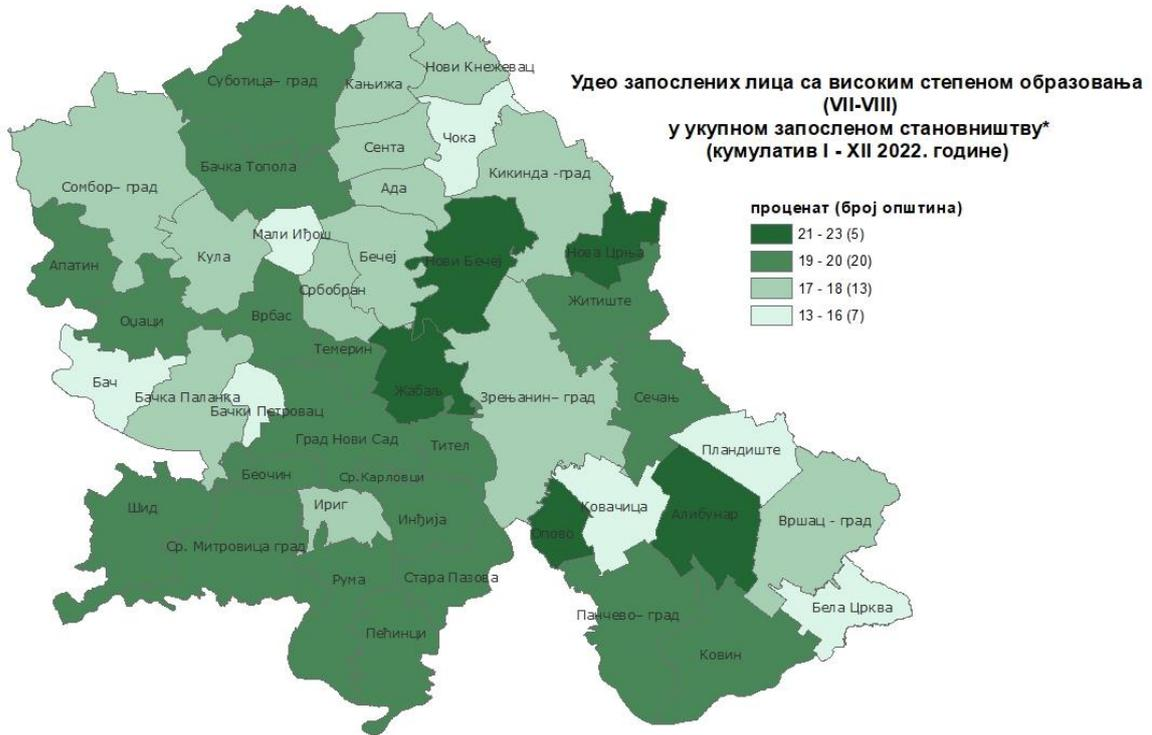 Удео запослених лица са високим степеном образовања
(VII-VIII)
у укупном запосленом становништву*
(кумулатив I - XII 2022. године)
проценат (број општина)
21 - 23 (5)
19 - 20 (20)
17 - 18 (13)
13 - 16 (7)
Суботица– град
Кањижа
Нови Кнежевац
Чока
Сента
Бачка Топола
Кикинда -град
Сомбор– град
Ада
Мали Иђош
Кула
Бечеј
Нови Бечеј
Нова Црња
Апатин
Србобран
Житиште
Врбас
Оџаци
Темерин
Бач
Жабаљ
Бачка Паланка
Зрењанин– град
Сечањ
Бачки Петровац
Град Нови Сад
Тител
Пландиште
Беочин
Ср.Карловци
Шид
Ириг
Ковачица
Алибунар
Инђија
Вршац - град
Опово
Ср. Митровица град
Рума
Стара Пазова
Бела Црква
Панчево– град
Пећинци
Ковин